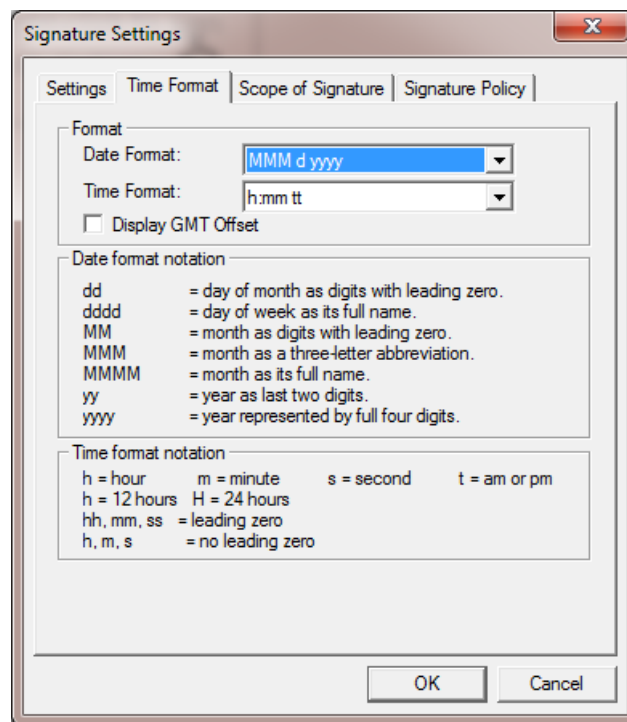 Signature Settings
Settings Time Format Scope of Signature Signature Policy
Format
Date Format: MMM d yyyy
Time Format: h:mm tt
Display GMT Offset
Date format notation
dd = day of month as digits with leading zero.
dddd = day of week as its full name.
MM = month as digits with leading zero.
MMM = month as a three-letter abbreviation.
MMMM = month as its full name.
yy = year as last two digits.
yyyy = year represented by full four digits.
Time format notation
h = hour m = minute s = second t = am or pm
h = 12 hours H = 24 hours
hh, mm, ss = leading zero
h, m, s = no leading zero
OK Cancel